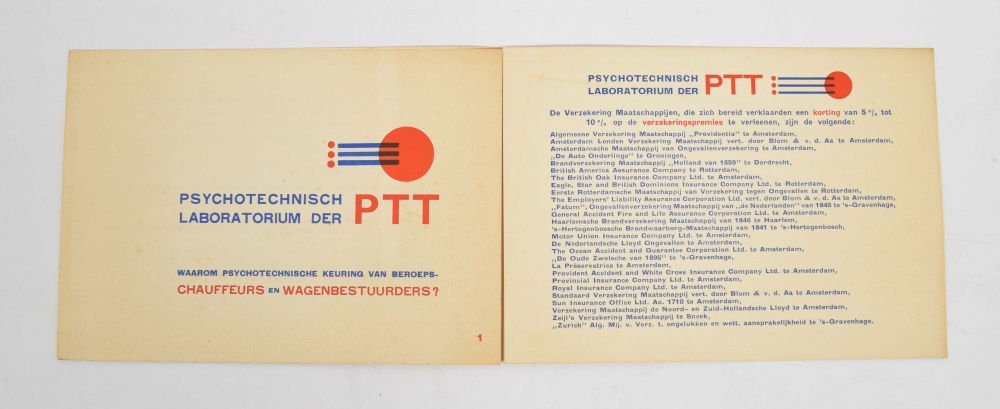 PSYCHOTECHNISCH
LABORATORIUM DER PTT
WAAROM PSYCHOTECHNISCHE KEURING VAN BEROEPS-
CHAUFFEURS EN WAGENBESTUURDERS?
1
PSYCHOTECHNISCH
LABORATORIUM DER PTT
De Verzekering Maatschappijen, die zich bereid verklaarden een korting van 5 % tot
10 % op de verzekeringspremies te verleenen, zijn de volgende:
Algemeene Verzekering Maatschappij „Providentia" te Amsterdam,
Amsterdam Londen Verzekering Maatschappij vert. door Blom & v. d. Aa te Amsterdam,
Amsterdamsche Maatschappij van Ongevallenverzekering te Amsterdam,
„De Auto Onderlinge" te Groningen,
Brandverzekering Maatschappij „Holland van 1859" te Dordrecht,
British America Assurance Company te Rotterdam,
The British Oak Insurance Company Ltd. te Amsterdam,
Eagle, Star and British Dominions Insurance Company Ltd. te Rotterdam,
Eerste Rotterdamsche Maatschappij van Verzekering tegen Ongevallen te Rotterdam,
The Employers' Liability Assurance Corporation Ltd. vert. door Blom & v. d. Aa te Amsterdam,
„Fatum", Ongevallenverzekering Maatschappij van „de Nederlanden" van 1845 te 's-Gravenhage,
General Accident Fire and Life Assurance Corporation Ltd. te Amsterdam,
Haarlemsche Brandverzekering Maatschappij van 1846 te Haarlem,
's-Hertogenbossche Brandwaarborg-Maatschappij van 1841 te 's-Hertogenbosch,
Motor Union Insurance Company Ltd. te Amsterdam,
De Nederlandsche Lloyd Ongevallen te Amsterdam,
The Ocean Accident and Guarantee Corporation Ltd. te Amsterdam,
„De Oude Zwolsche van 1895" te 's-Gravenhage,
La Préservatrice te Amsterdam,
Provident Accident and White Cross Insurance Company Ltd. te Amsterdam,
Provincial Insurance Company Ltd. te Amsterdam,
Royal Insurance Company Ltd. te Amsterdam,
Standaard Verzekering Maatschappij vert. door Blom & v. d. Aa te Amsterdam,
Sun Insurance Office Ltd. Ao. 1710 te Amsterdam,
Verzekering Maatschappij de Noord- en Zuid-Hollandsche Lloyd te Amsterdam,
Zeijl's Verzekering Maatschappij te Sneek,
„Zurich" Alg. Mij. v. Verz. t. ongelukken en wett. aansprakelijkheid te 's-Gravenhage.